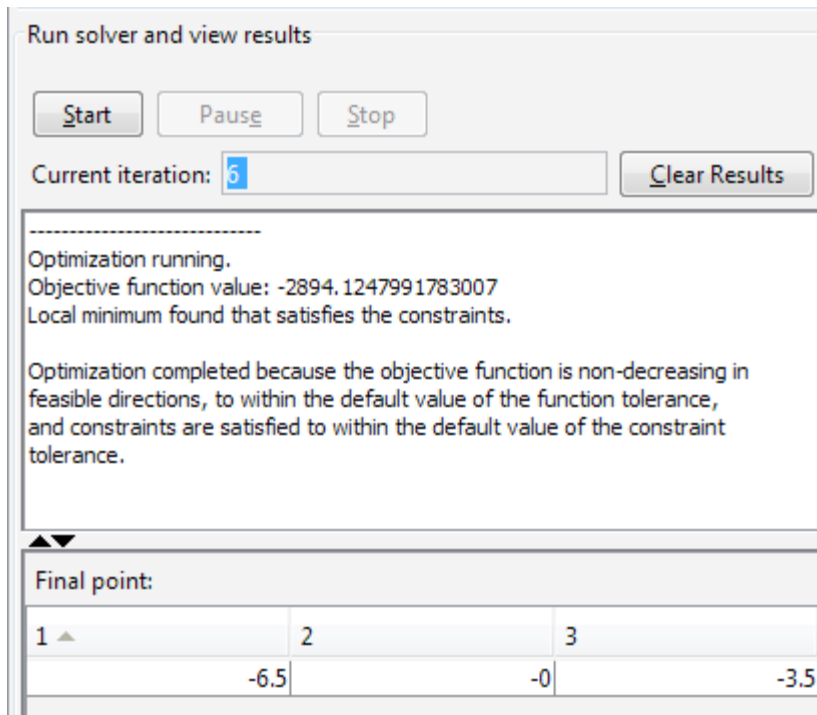 Run solver and view results
Start Pause Stop
Current iteration: 6 Clear Results
------------------------------
Optimization running.
Objective function value: -2894.1247991783007
Local minimum found that satisfies the constraints.
Optimization completed because the objective function is non-decreasing in
feasible directions, to within the default value of the function tolerance,
and constraints are satisfied to within the default value of the constraint
tolerance.
Final point:
1 2 3
-6.5 -0 -3.5